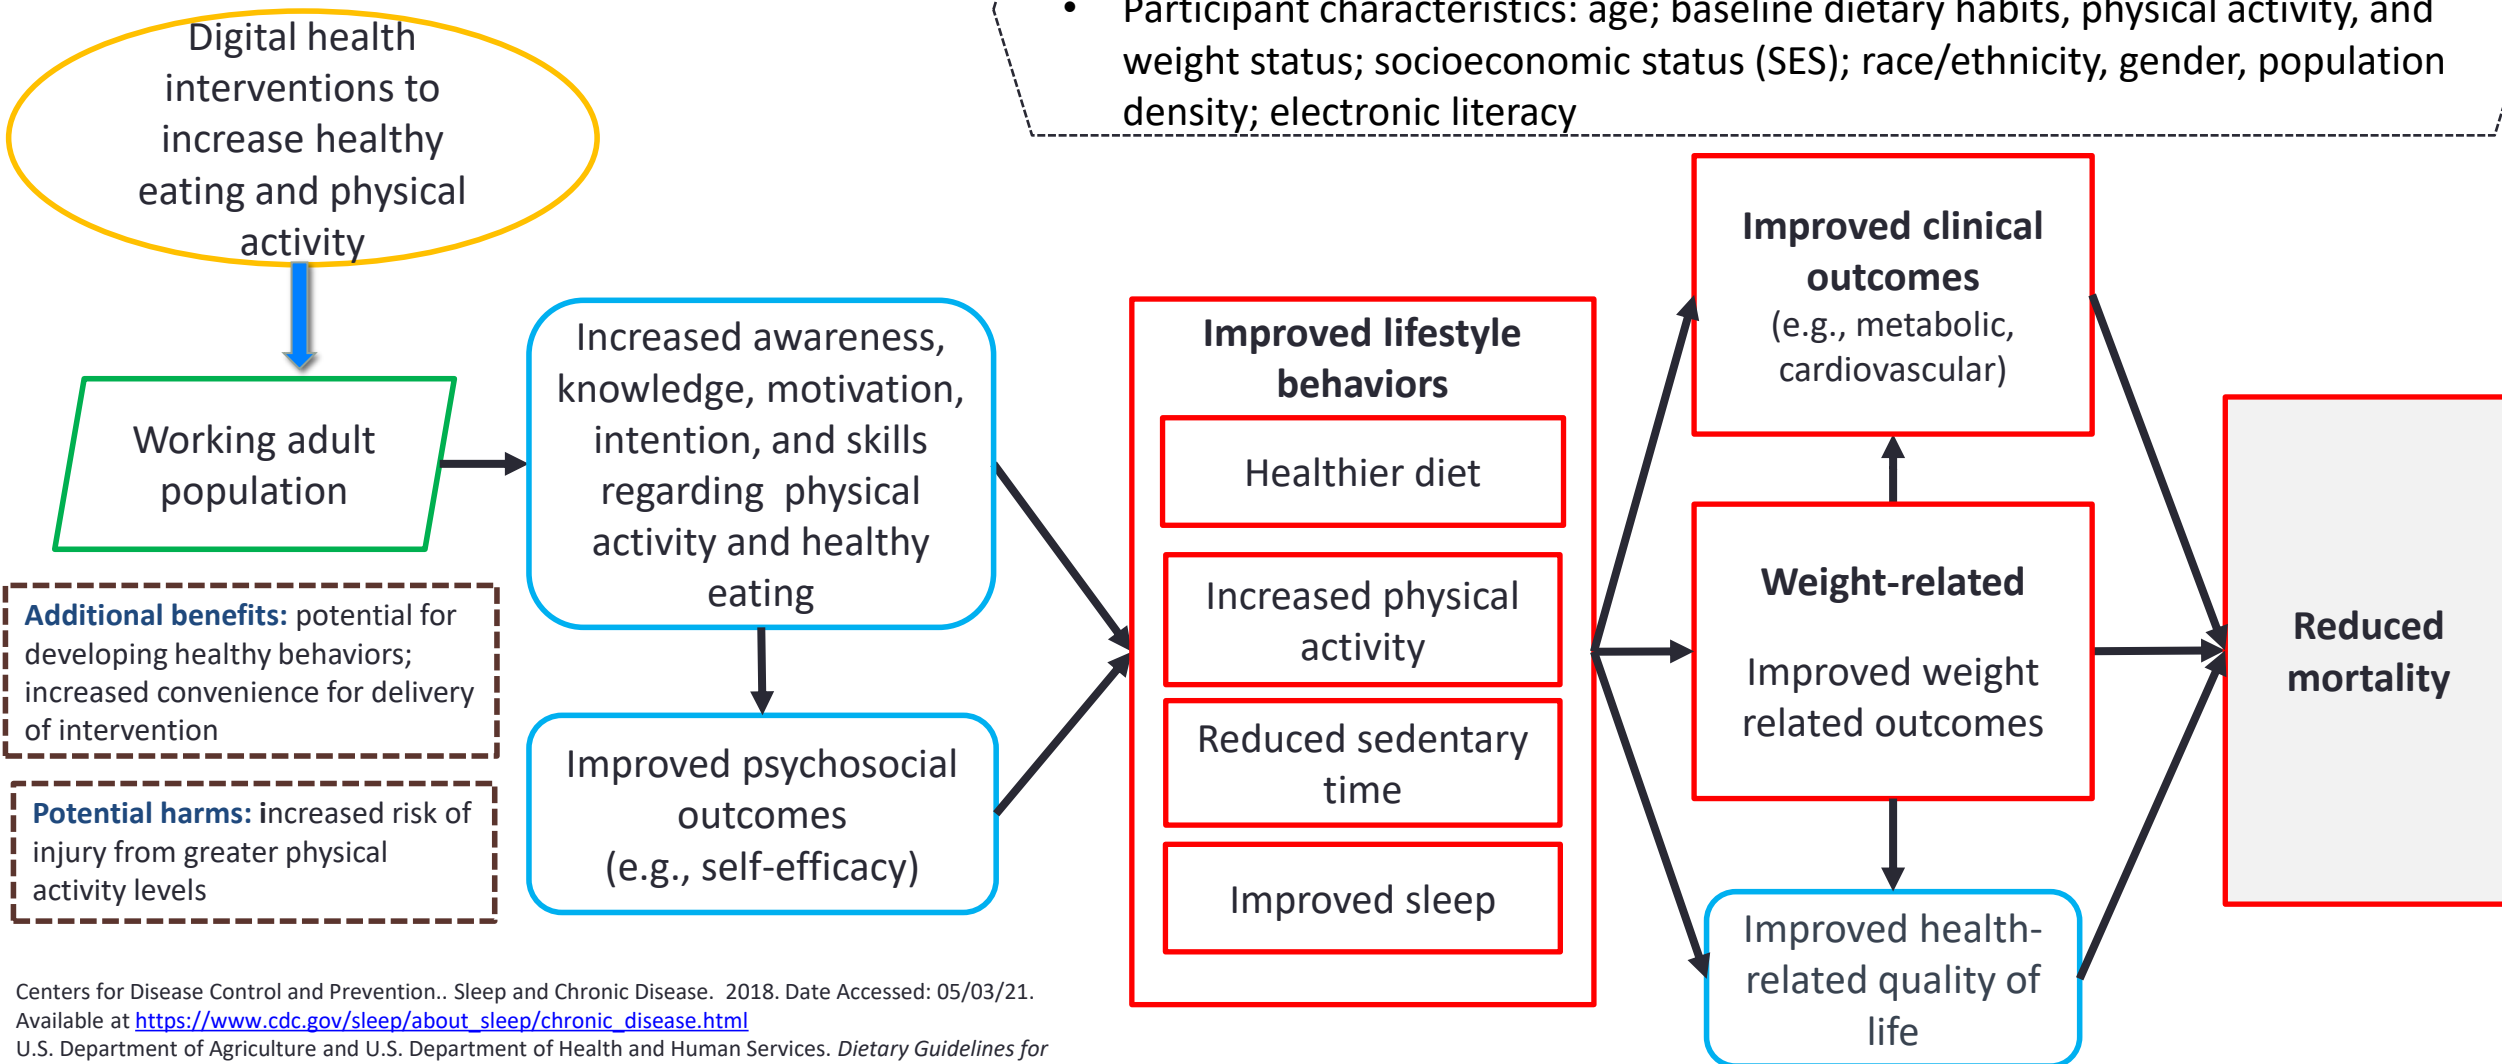 • Participant characteristics: age; baseline dietary habits, physical activity, and
weight status; socioeconomic status (SES); race/ethnicity, gender, population
density; electronic literacy
Digital health
interventions to
increase healthy
eating and physical
activity
Working adult
population
Additional benefits: potential for
developing healthy behaviors;
increased convenience for delivery
of intervention
Potential harms: increased risk of
injury from greater physical
activity levels
Increased awareness,
knowledge, motivation,
intention, and skills
regarding physical
activity and healthy
eating
Improved psychosocial
outcomes
(e.g., self-efficacy)
Improved lifestyle
behaviors
Healthier diet
Increased physical
activity
Reduced sedentary
time
Improved sleep
Improved clinical
outcomes
(e.g., metabolic,
cardiovascular)
Weight-related
Improved weight
related outcomes
Improved health-
related quality of
life
Reduced
mortality
Centers for Disease Control and Prevention.. Sleep and Chronic Disease. 2018. Date Accessed: 05/03/21.
Available at https://www.cdc.gov/sleep/about_sleep/chronic_disease.html
U.S. Department of Agriculture and U.S. Department of Health and Human Services. Dietary Guidelines for